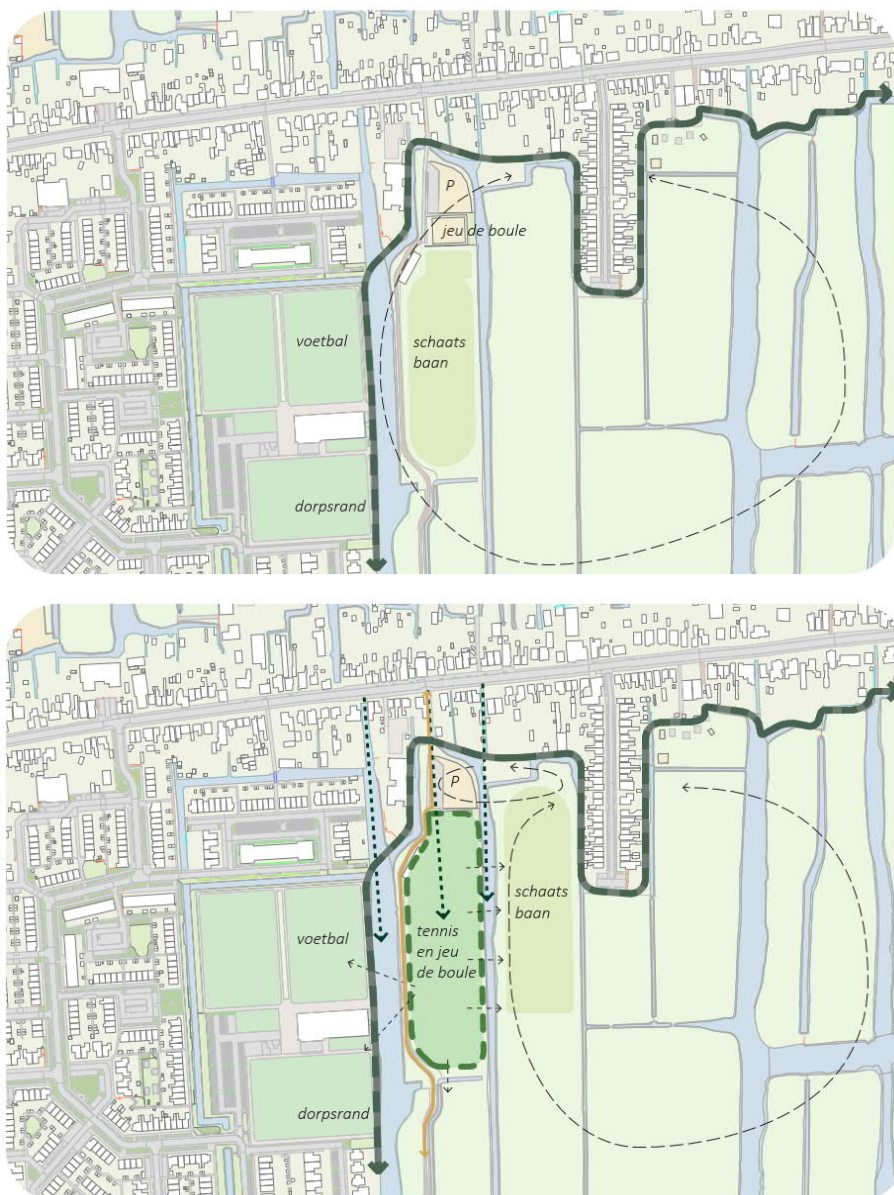 P
jeu de boule
voetbal
schaats
baan
dorpsrand
P
schaats
baan
voetbal
tennis
en jeu
de boule
dorpsrand